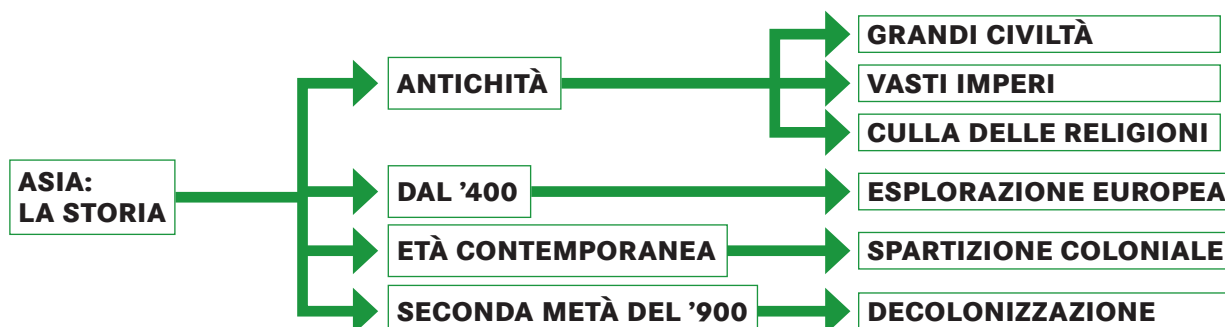 ASIA:
LA STORIA
ANTICHITÀ
GRANDI CIVILTÀ
VASTI IMPERI
CULLA DELLE RELIGIONI
DAL ’400
ESPLORAZIONE EUROPEA
ETÀ CONTEMPORANEA
SPARTIZIONE COLONIALE
SECONDA METÀ DEL ’900
DECOLONIZZAZIONE